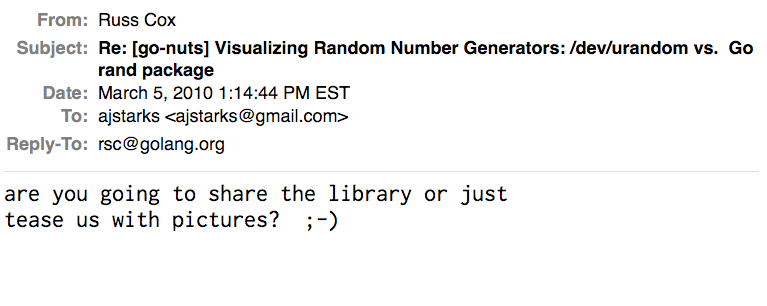 From: Russ Cox
Subject: Re: [go-nuts] Visualizing Random Number Generators: /dev/urandom vs.  Go
rand package
Date: March 5, 2010 1:14:44 PM EST
To: ajstarks <ajstarks@gmail.com>
Reply-To: rsc@golang.org
are you going to share the library or just
tease us with pictures?  ;-)